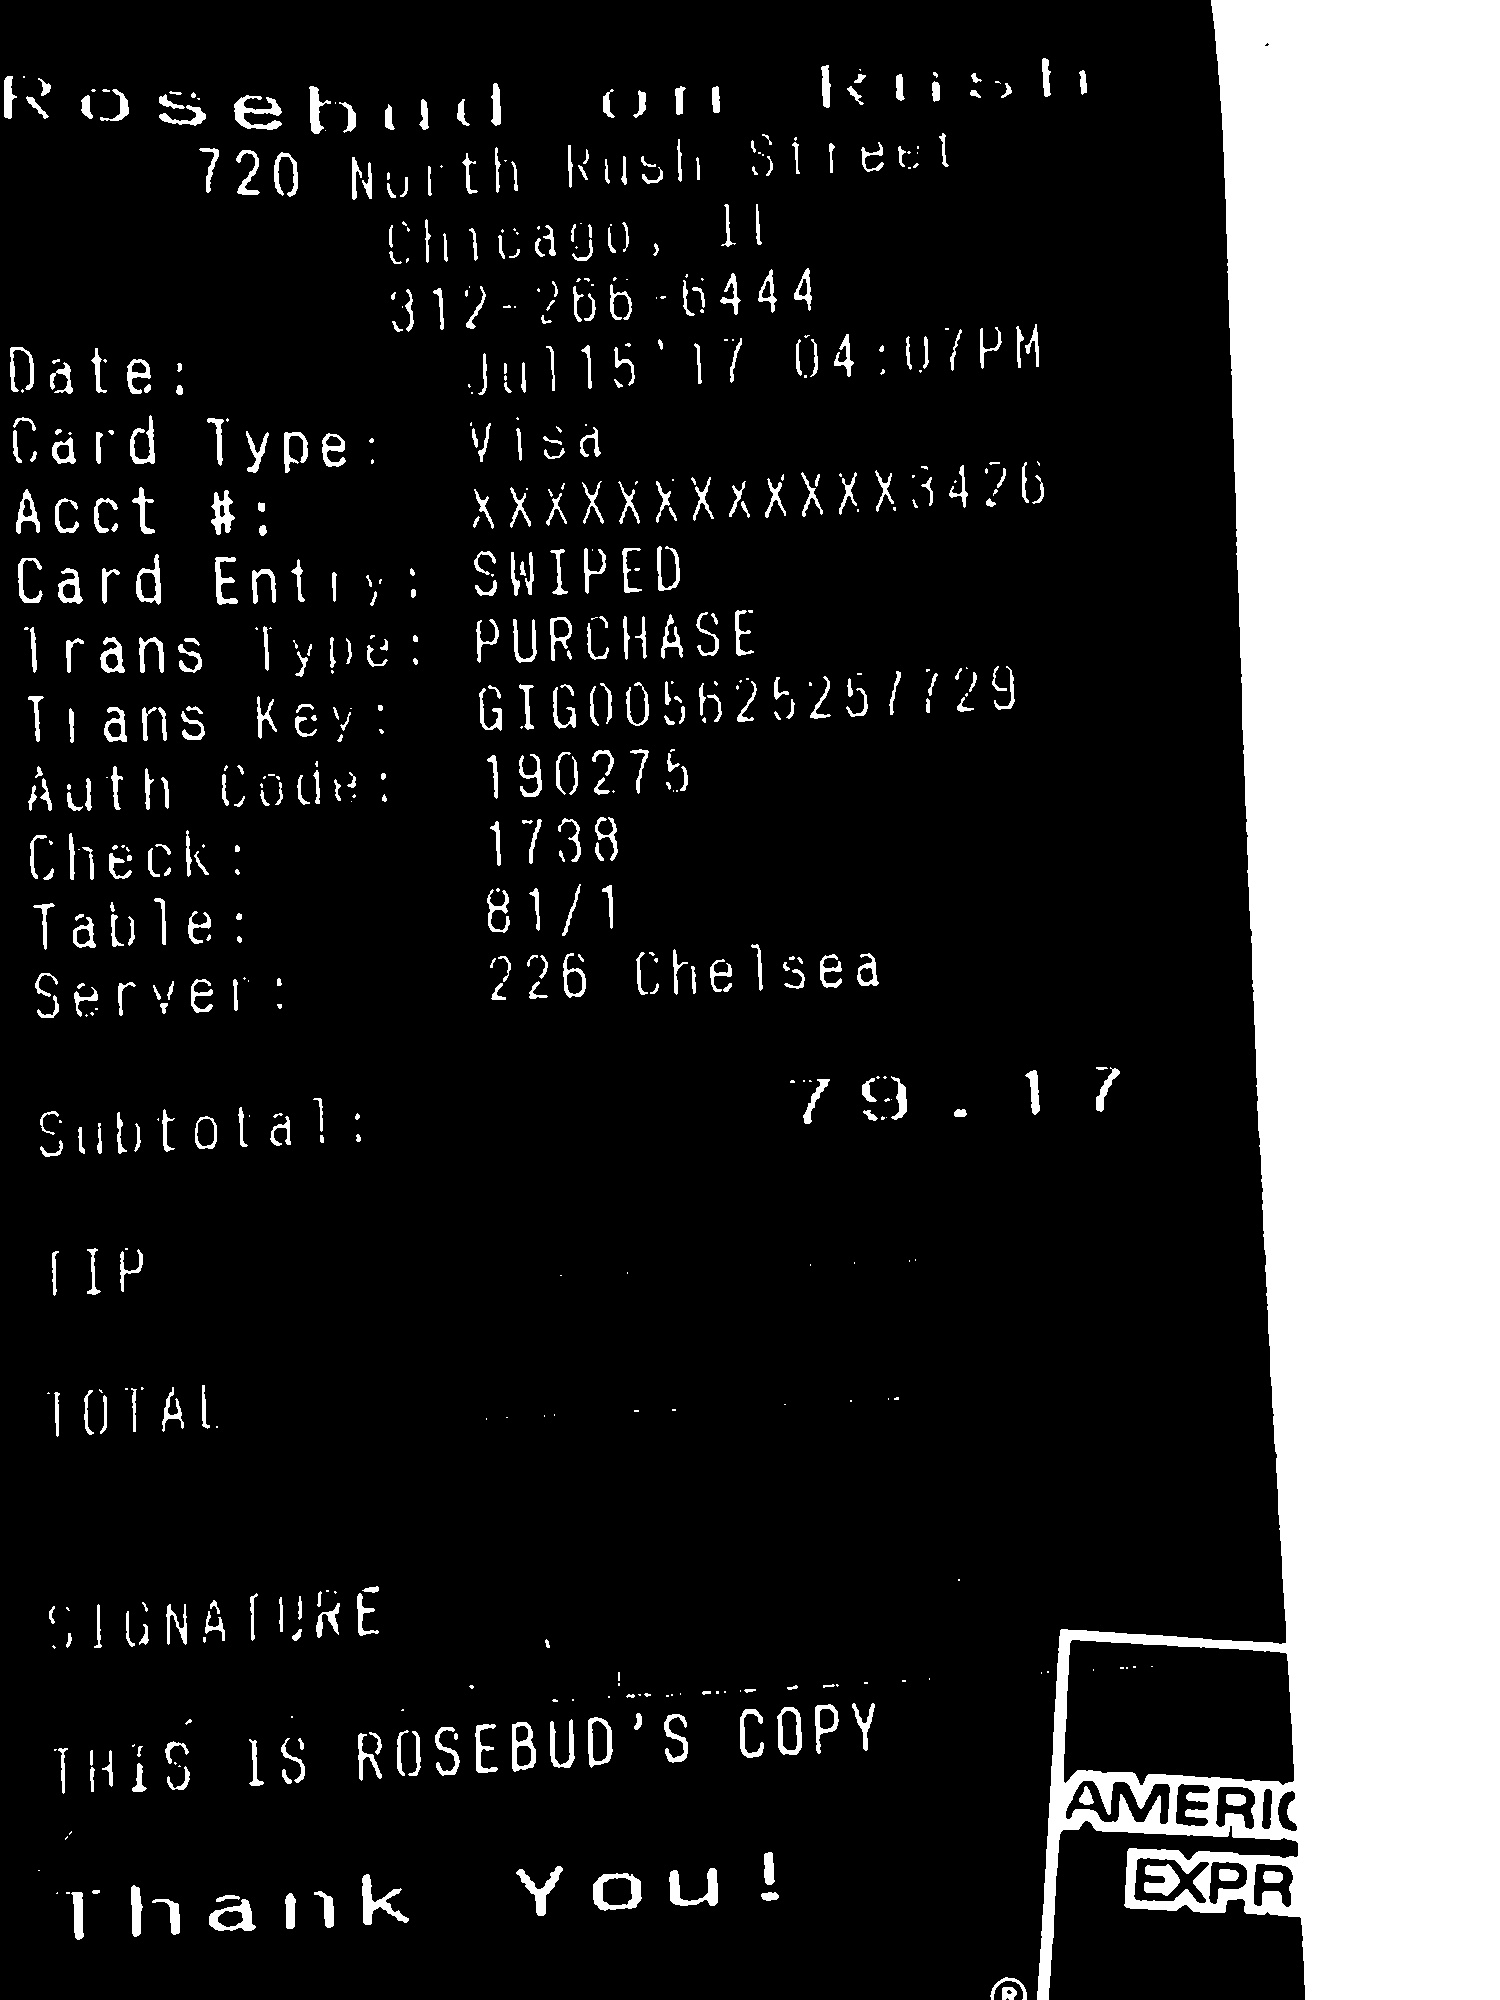 Rosebud on Rush
720 North Rush Street
Chicago, Il
312-266-6444
Date: Jul15'17 04:07PM
Card Type: Visa
Acct #: XXXXXXXXXXXX3426
Card Entry: SWIPED
Trans Type: PURCHASE
Trans Key: GIG005625257729
Auth Code: 190275
Check: 1738
Table: 81/1
Server: 226 Chelsea
Subtotal: 79.17
TIP
TOTAL
SIGNATURE
THIS IS ROSEBUD'S COPY
Thank You!
AMERIC
EXPR
®